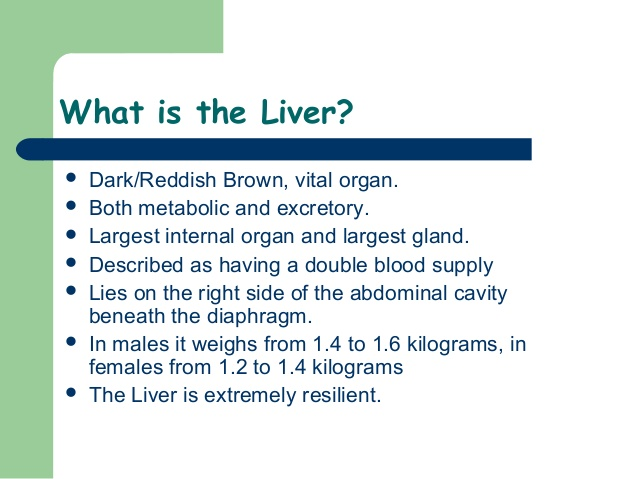 What is the Liver?
• Dark/Reddish Brown, vital organ.
• Both metabolic and excretory.
• Largest internal organ and largest gland.
• Described as having a double blood supply
• Lies on the right side of the abdominal cavity
beneath the diaphragm.
• In males it weighs from 1.4 to 1.6 kilograms, in
females from 1.2 to 1.4 kilograms
• The Liver is extremely resilient.